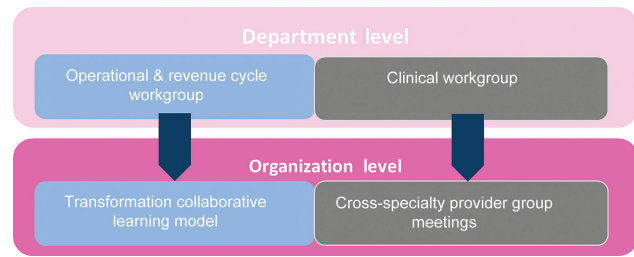 Department level
Operational & revenue cycle
workgroup
Clinical workgroup
Organization level
Transformation collaborative
learning model
Cross-specialty provider group
meetings